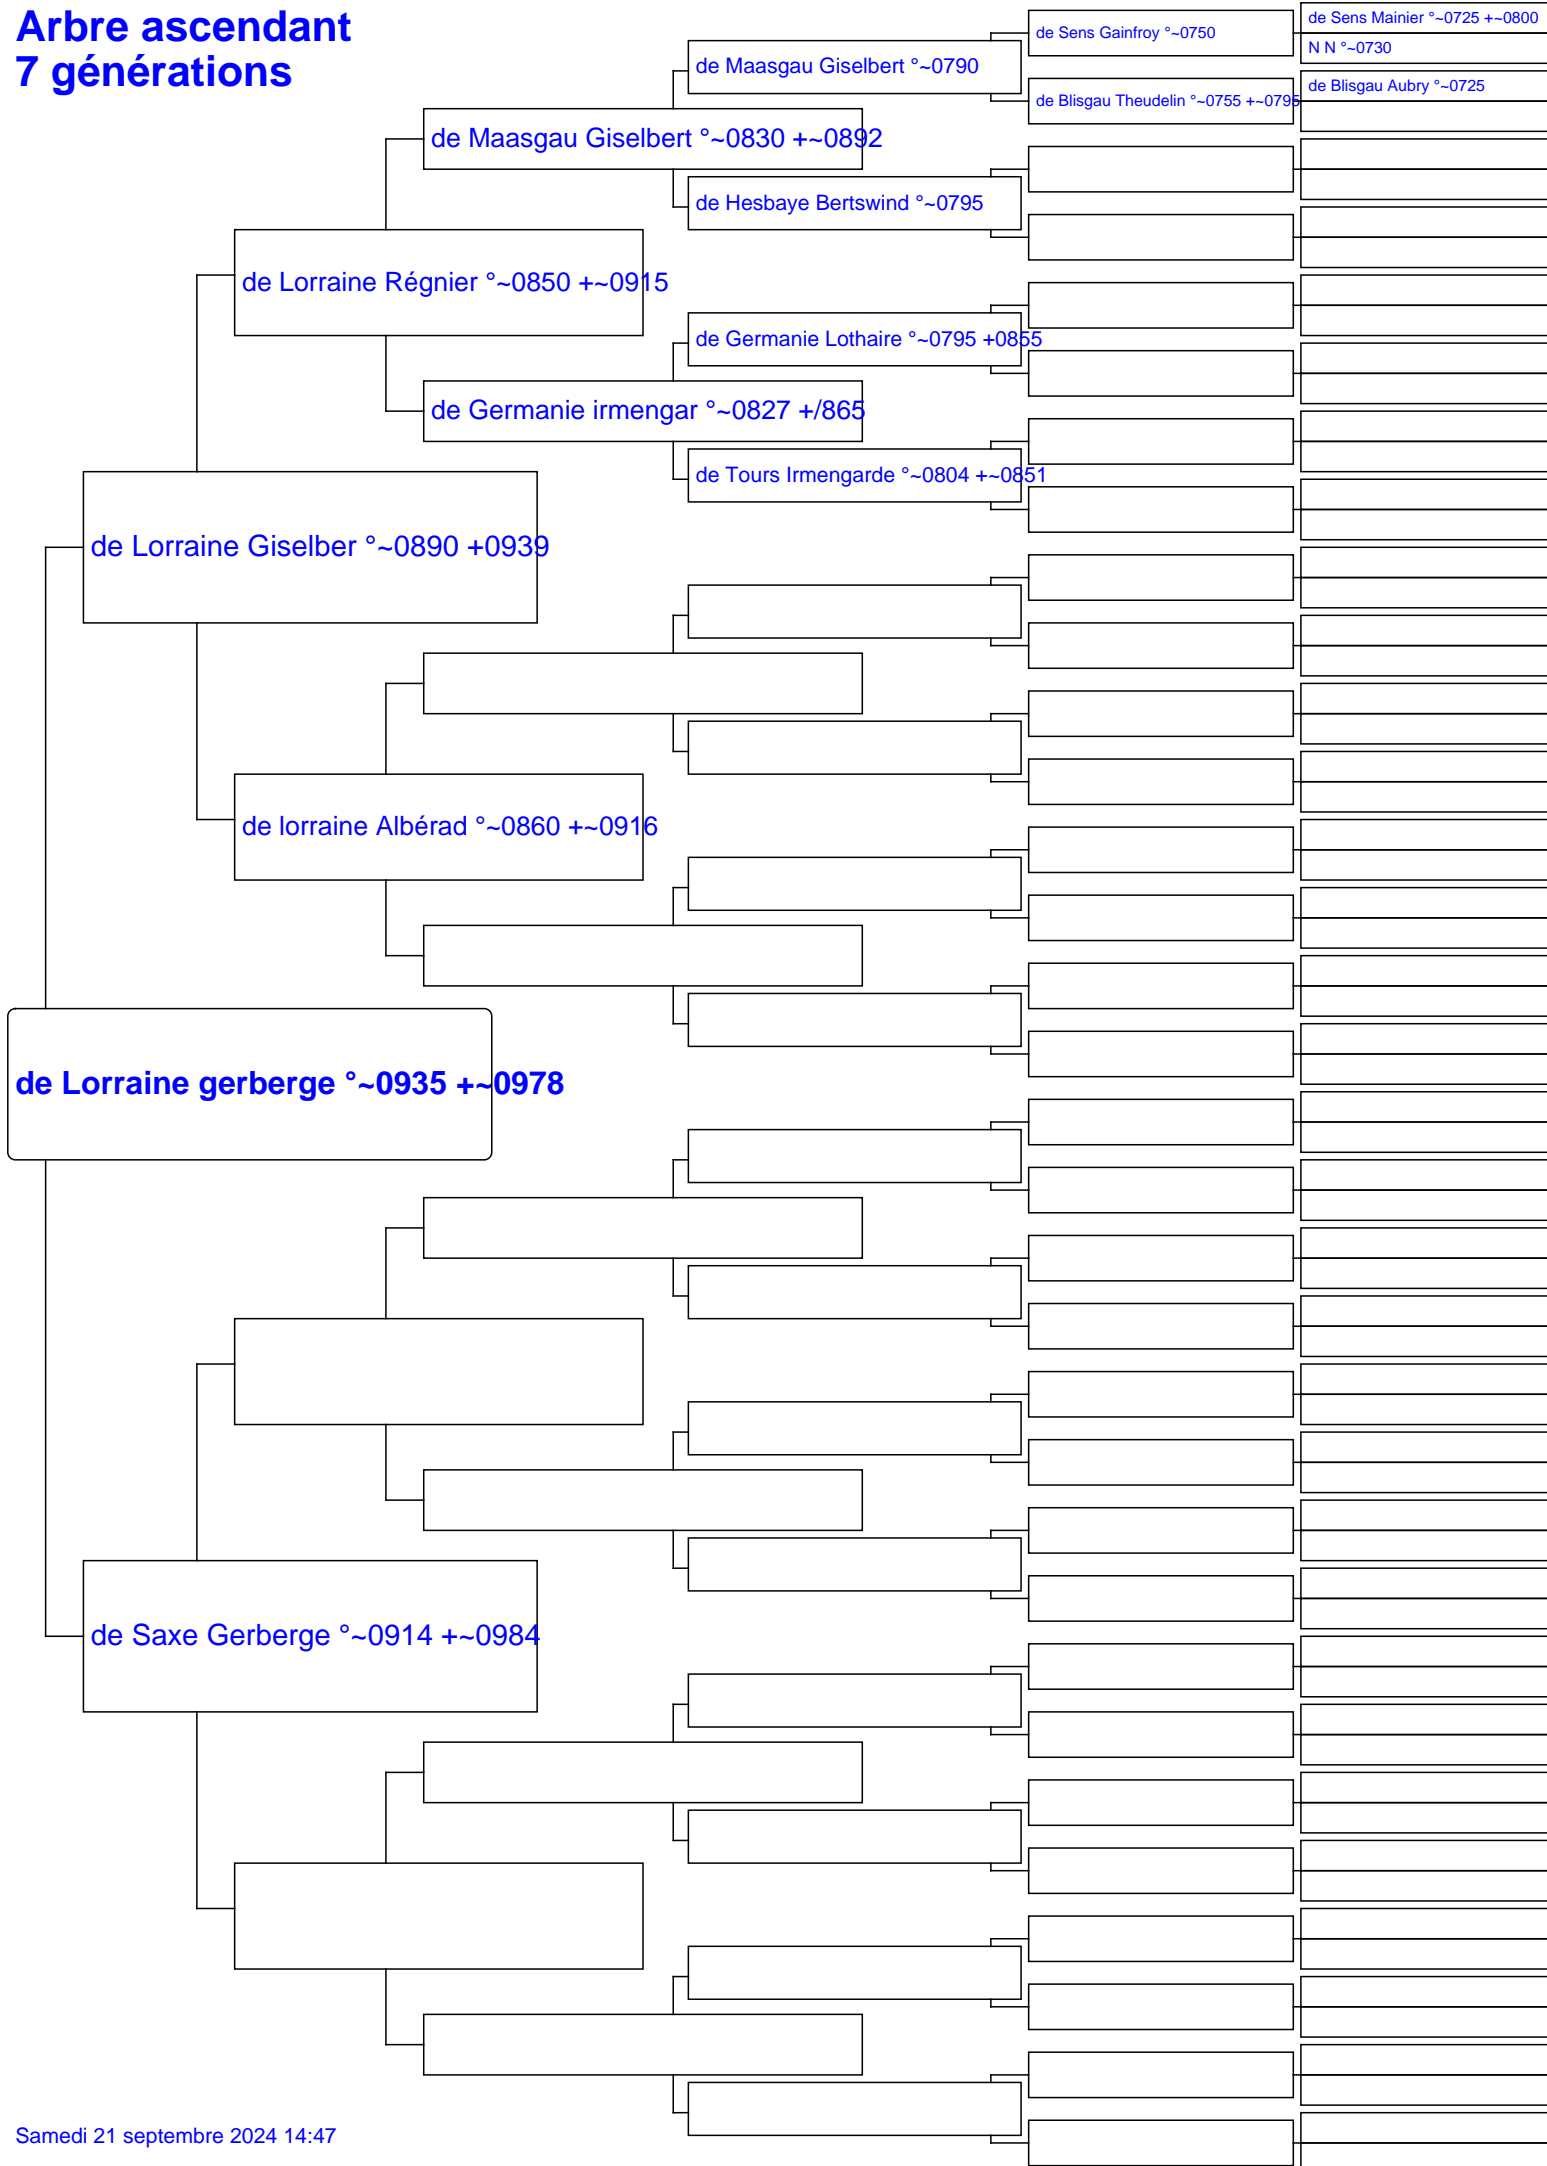 Arbre ascendant
7 générations
de Sens Mainier °~0725 +~0800
de Sens Gainfroy °~0750
N N °~0730
de Maasgau Giselbert °~0790
de Blisgau Aubry °~0725
de Blisgau Theudelin °~0755 +~0795
de Maasgau Giselbert °~0830 +~0892
de Hesbaye Bertswind °~0795
de Lorraine Régnier °~0850 +~0915
de Germanie Lothaire °~0795 +0855
de Germanie irmengar °~0827 +/865
de Tours Irmengarde °~0804 +~0851
de Lorraine Giselber °~0890 +0939
de lorraine Albérad °~0860 +~0916
de Lorraine gerberge °~0935 +~0978
de Saxe Gerberge °~0914 +~0984
Samedi 21 septembre 2024 14:47